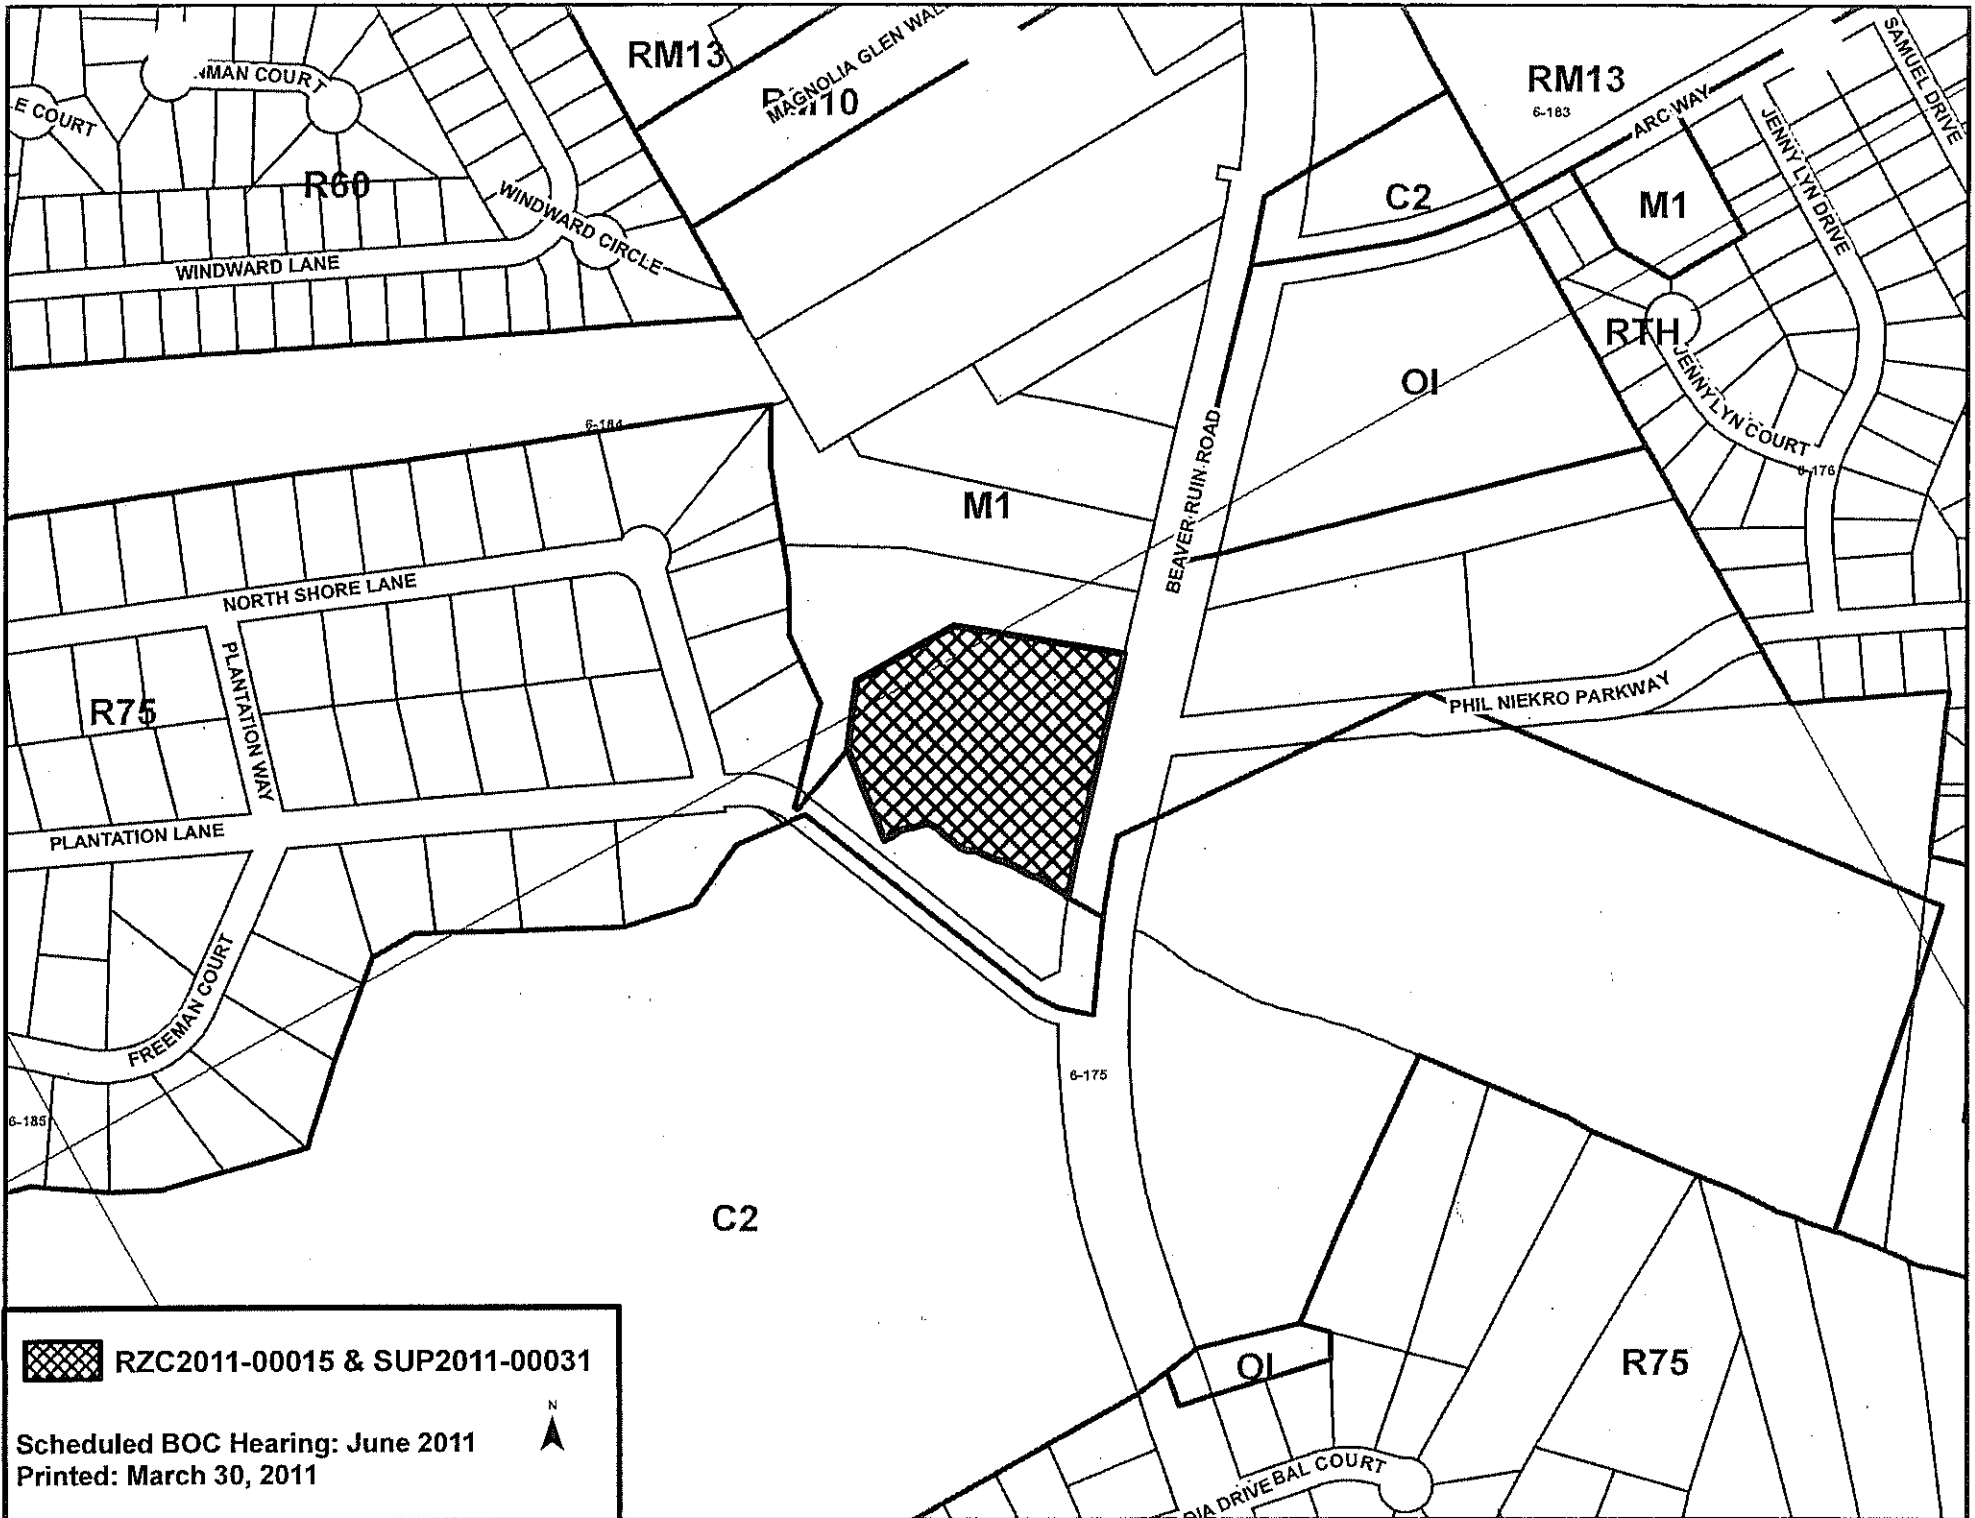 RM13
MAGNOLIA GLEN
RM10
RM13
6-183
ARC WAY
SAMUEL DRIVE
JENNY LYN DRIVE
NMAN COURT
E COURT
R60
WINDWARD CIRCLE
WINDWARD LANE
C2
M1
RTH
JENNY LYN COURT
6-176
OI
6-184
M1
BEAVER RUIN ROAD
NORTH SHORE LANE
PLANTATION WAY
R75
PHIL NIEKRO PARKWAY
PLANTATION LANE
FREEMAN COURT
6-175
6-185
C2
OI
R75
BAL COURT
DIA DRIVE
RZC2011-00015 & SUP2011-00031
N
Scheduled BOC Hearing: June 2011
Printed: March 30, 2011